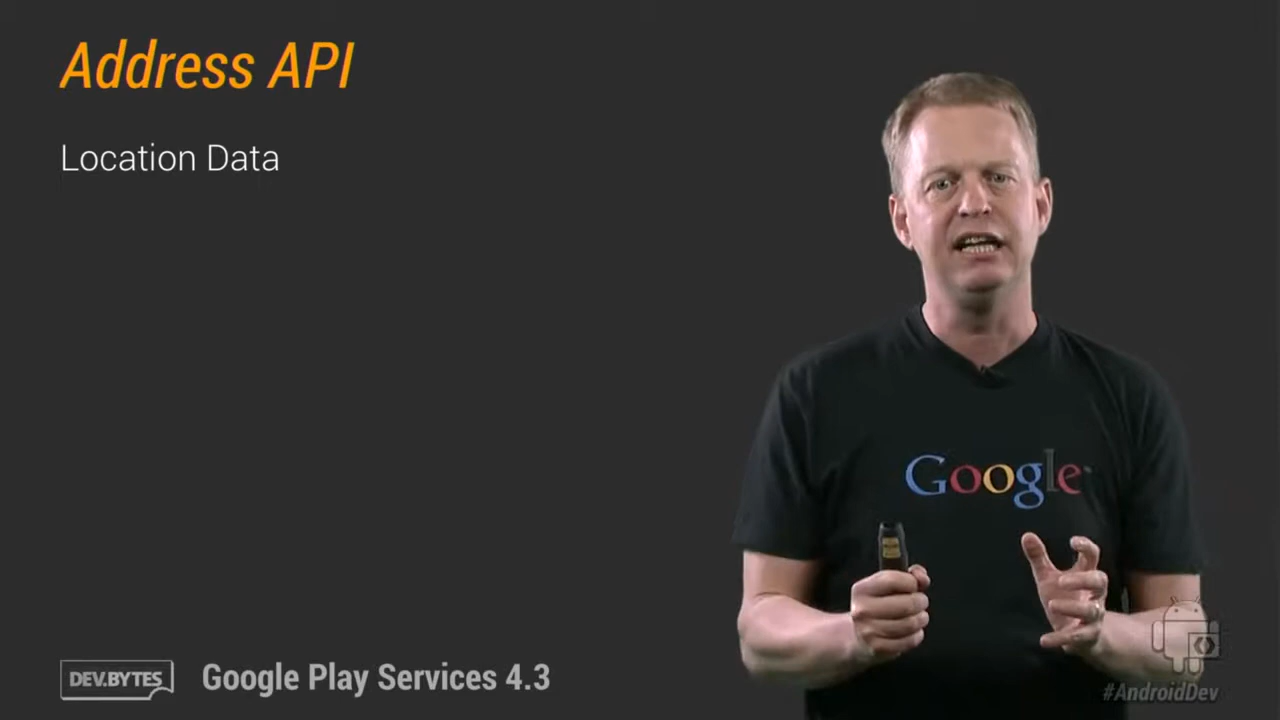 Address API
Location Data
Google
DEV.BYTES
Google Play Services 4.3
#AndroidDev